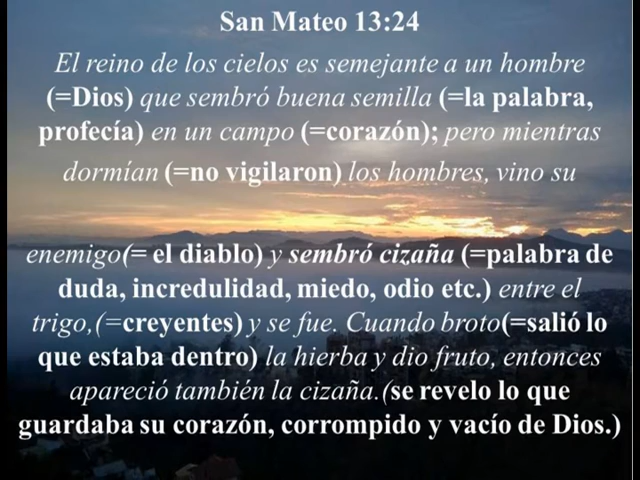 San Mateo 13:24
El reino de los cielos es semejante a un hombre
(=Dios) que sembró buena semilla (=la palabra,
profecía) en un campo (=corazón); pero mientras
dormían (=no vigilaron) los hombres, vino su
enemigo(= el diablo) y sembró cizaña (=palabra de
duda, incredulidad, miedo, odio etc.) entre el
trigo,(=creyentes) y se fue. Cuando broto(=salió lo
que estaba dentro) la hierba y dio fruto, entonces
apareció también la cizaña.(se revelo lo que
guardaba su corazón, corrompido y vacío de Dios.)